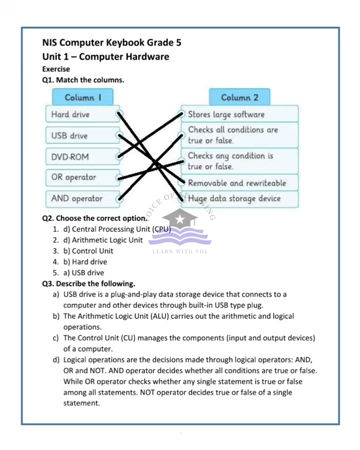 NIS Computer Keybook Grade 5
Unit 1 – Computer Hardware
Exercise
Q1. Match the columns.
Column 1 Column 2
Hard drive Stores large software
USB drive Checks all conditions are
true or false.
DVD-ROM Checks any condition is
true or false.
OR operator Removable and rewriteable
AND operator Huge data storage device
Q2. Choose the correct option.
1. d) Central Processing Unit (CPU)
2. d) Arithmetic Logic Unit
3. b) Control Unit
4. b) Hard drive
5. a) USB drive
LEARN WITH YOU
Q3. Describe the following.
a) USB drive is a plug-and-play data storage device that connects to a
computer and other devices through built-in USB type plug.
b) The Arithmetic Logic Unit (ALU) carries out the arithmetic and logical
operations.
c) The Control Unit (CU) manages the components (input and output devices)
of a computer.
d) Logical operations are the decisions made through logical operators: AND,
OR and NOT. AND operator decides whether all conditions are true or false.
While OR operator checks whether any single statement is true or false
among all statements. NOT operator decides true or false of a single
statement.